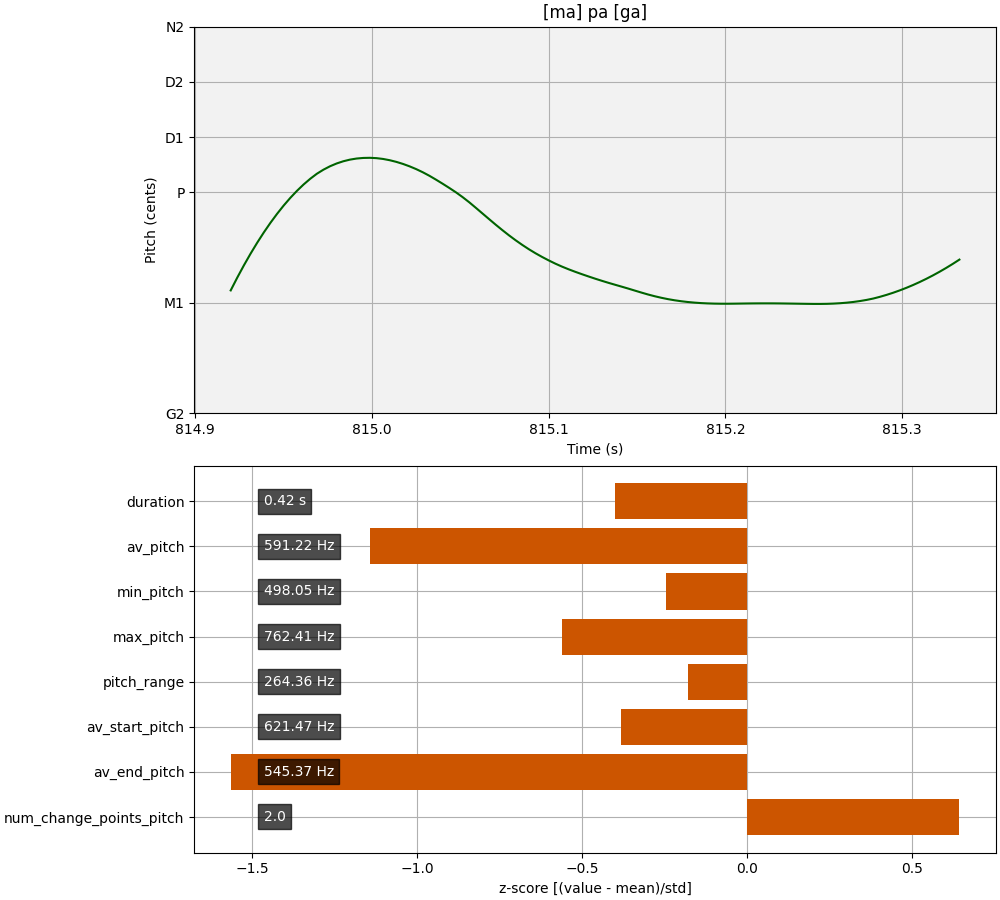 [ma] pa [ga]
N2
D2
D1
P
M1
G2
Pitch (cents)
814.9 815.0 815.1 815.2 815.3
Time (s)
duration 0.42 s
av_pitch 591.22 Hz
min_pitch 498.05 Hz
max_pitch 762.41 Hz
pitch_range 264.36 Hz
av_start_pitch 621.47 Hz
av_end_pitch 545.37 Hz
num_change_points_pitch 2.0
−1.5 −1.0 −0.5 0.0 0.5
z-score [(value - mean)/std]